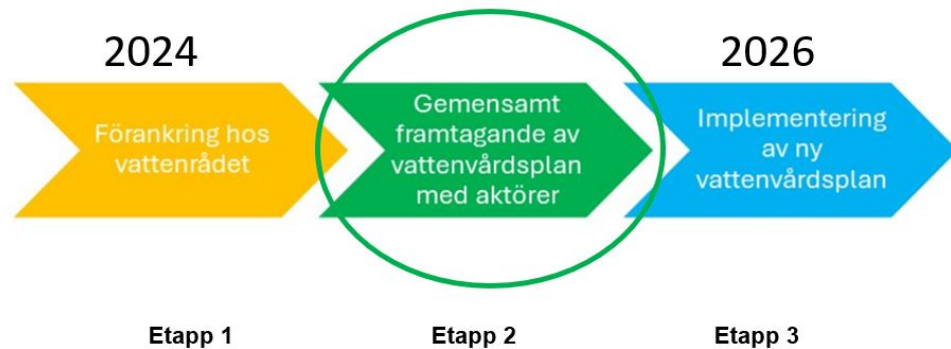 2024
2026
Förankring hos
vattenrådet
Gemensamt
framtagande av
vattenvårdsplan
med aktörer
Implementering
av ny
vattenvårdsplan
Etapp 1
Etapp 2
Etapp 3